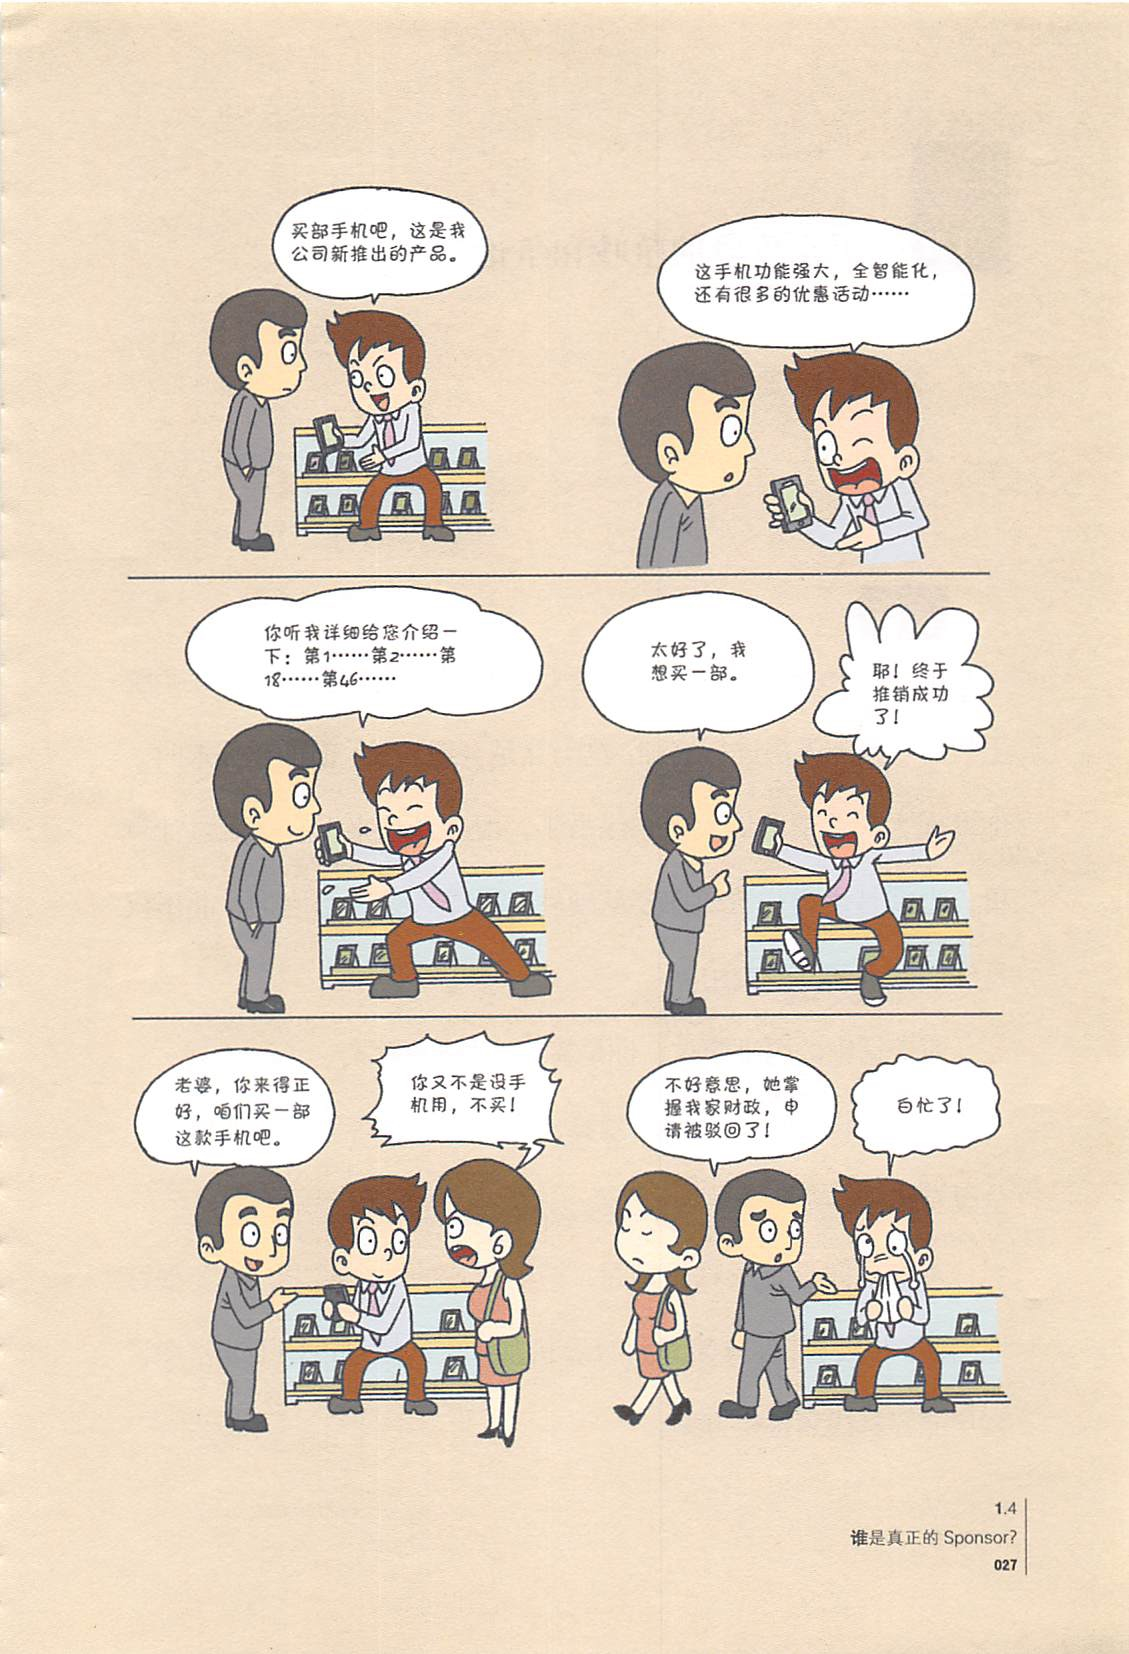 买部手机吧，这是我
公司新推出的产品。
这手机功能强大，全智能化，
还有很多的优惠活动……
你听我详细给您介绍一
下：第1……第2……第
18……第46……
太好了，我
想买一部。
耶！终于
推销成功
了！
老婆，你来得正
好，咱们买一部
这款手机吧。
你又不是没手
机用，不买！
不好意思，她掌
握我家财政，申
请被驳回了！
白忙了！
1.4
谁是真正的 Sponsor?
027